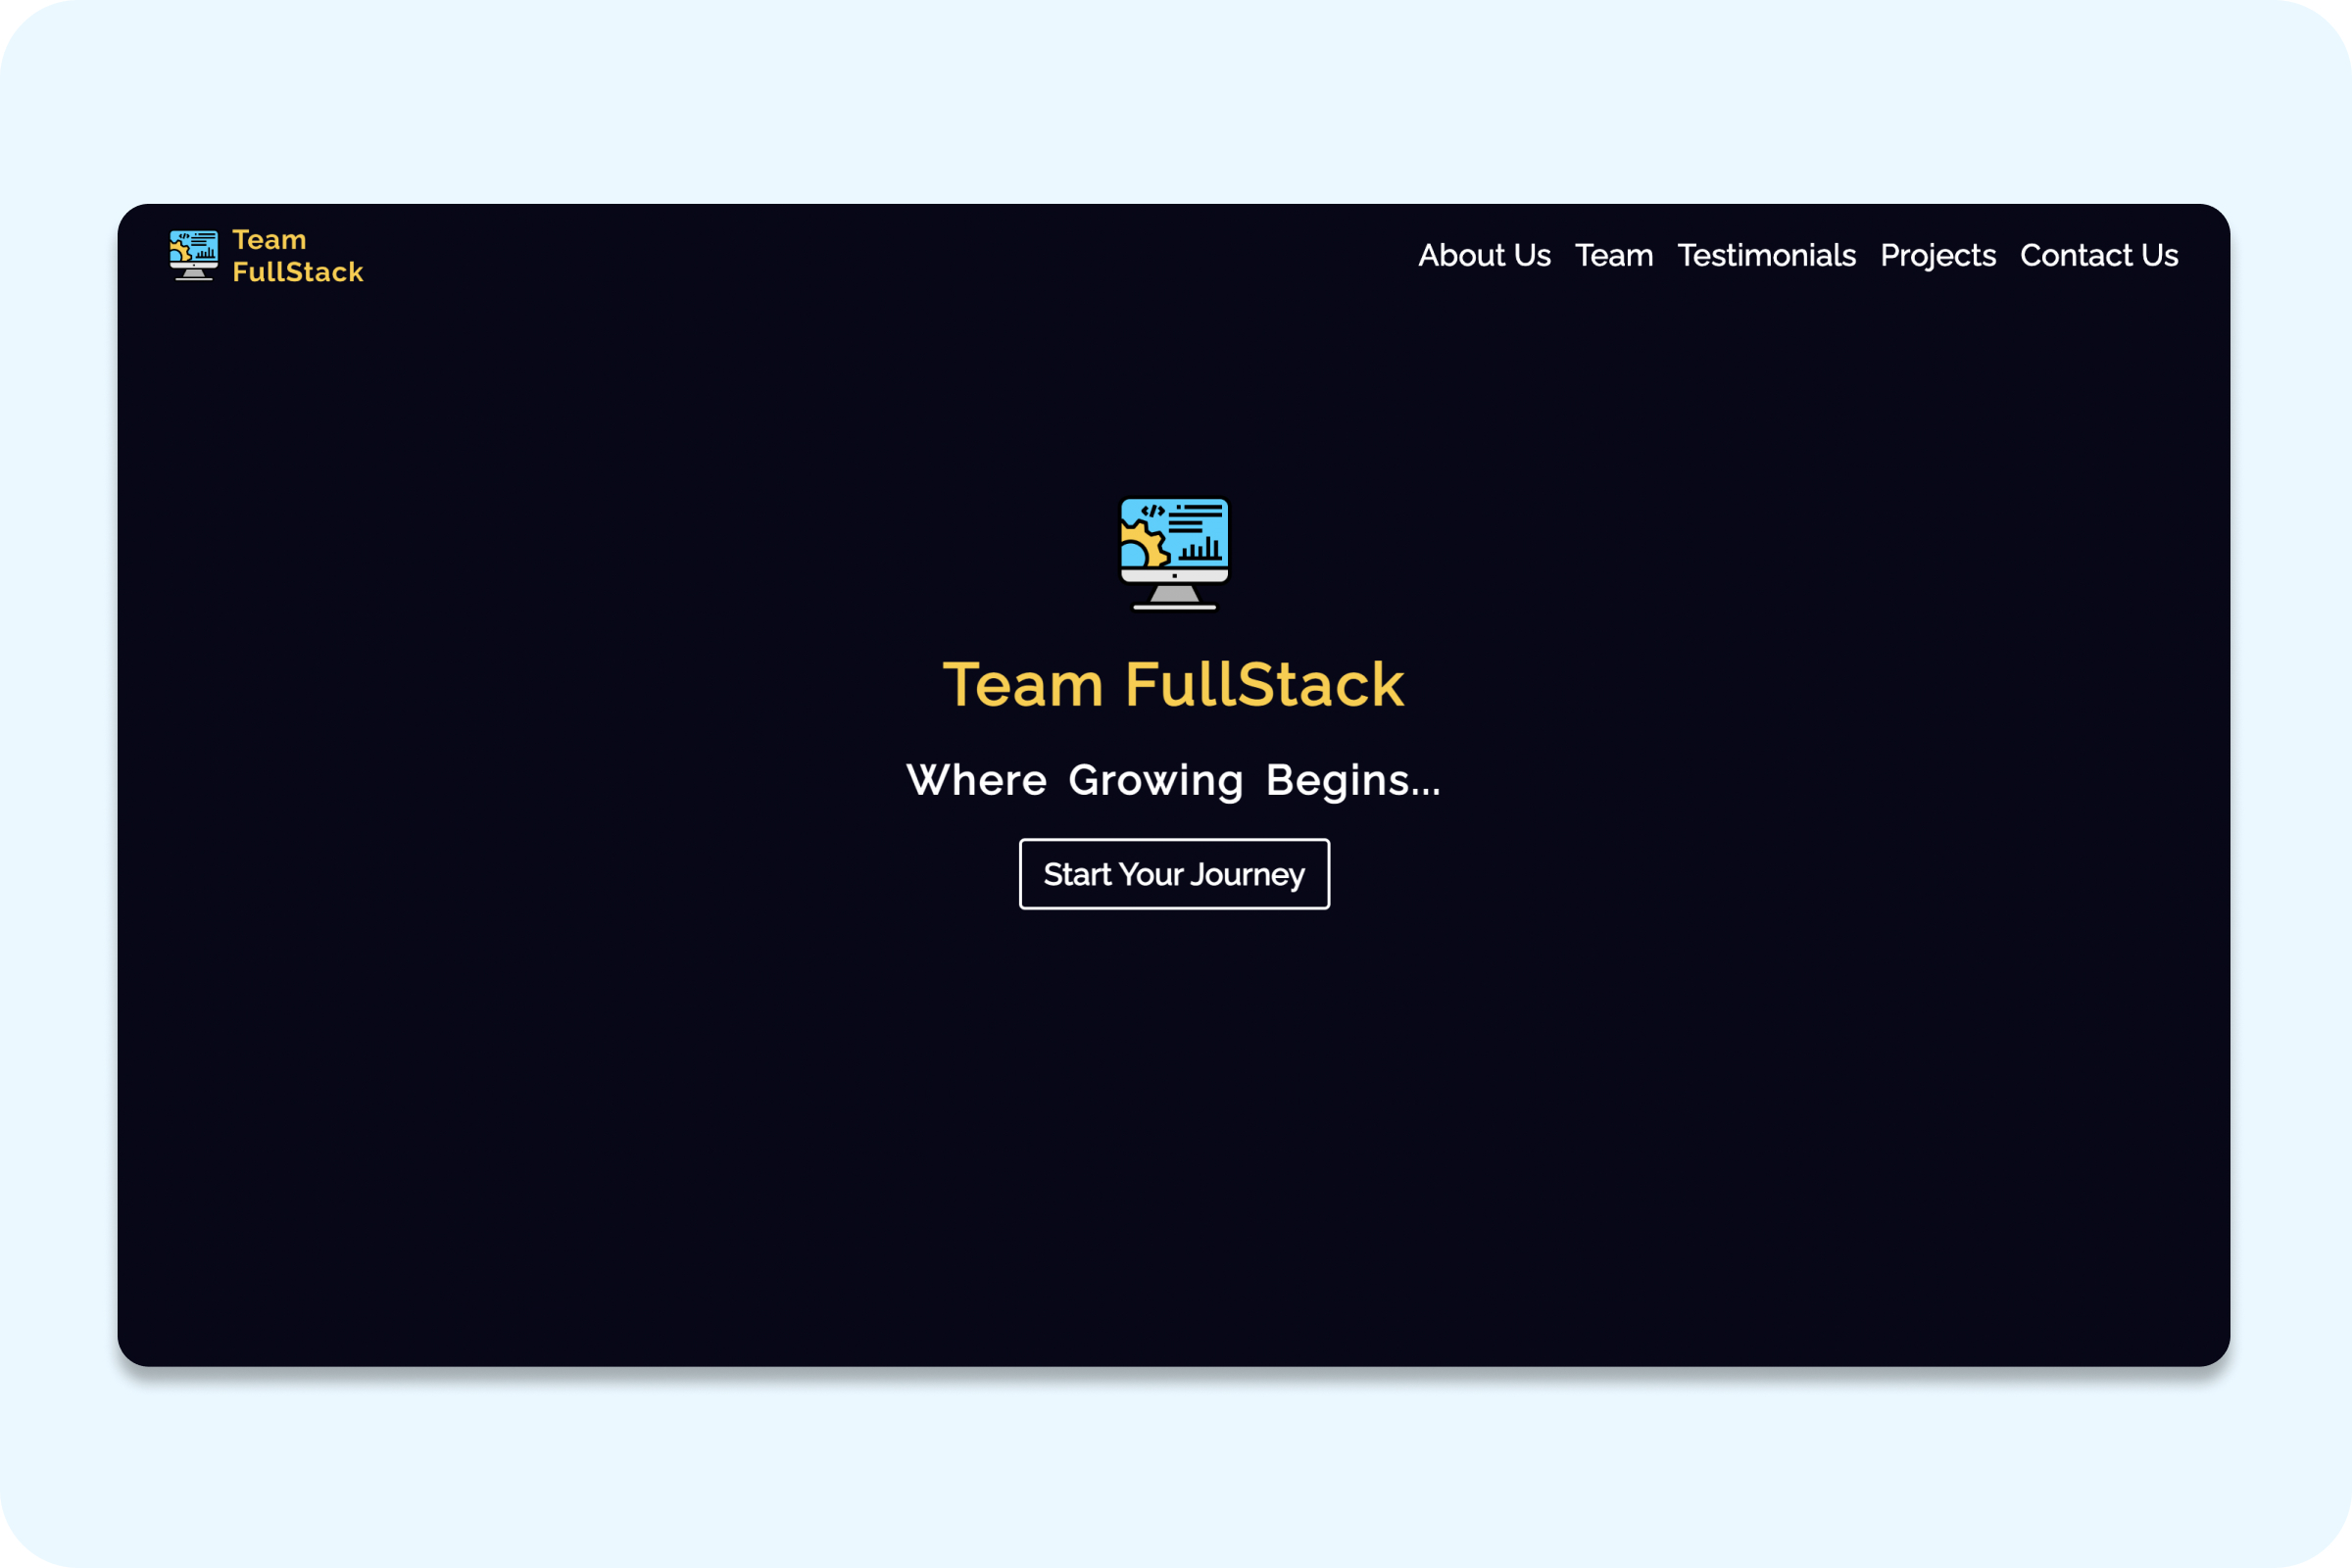 Team
FullStack
About Us Team Testimonials Projects Contact Us
</>
Team FullStack
Where Growing Begins...
Start Your Journey